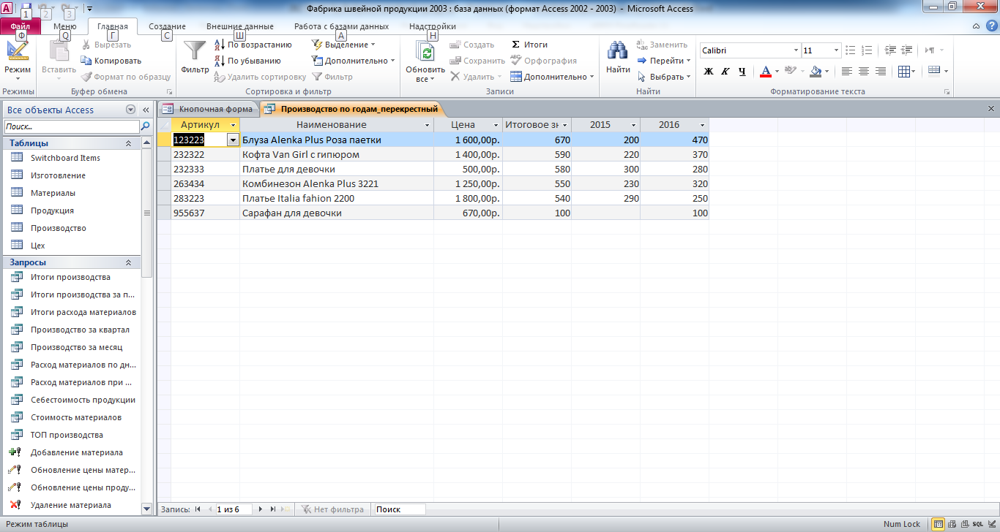 Фабрика швейной продукции 2003 : база данных (формат Access 2002 - 2003) - Microsoft Access
1 2 3
Файл Меню Главная Создание Внешние данные Работа с базами данных Надстройки
Ф Q Г С Ш А Н
Режим
Режимы
Вставить
Вырезать
Копировать
Формат по образцу
Буфер обмена
Фильтр
По возрастанию
По убыванию
Удалить сортировку
Выделение
Дополнительно
Фильтр
Сортировка и фильтр
Обновить
все
Создать
Сохранить
Удалить
Итоги
Орфография
Дополнительно
Записи
Найти
Заменить
Перейти
Выбрать
Найти
Calibri 11
Ж К Ч
Форматирование текста
Все объекты Access
Поиск...
Таблицы
Switchboard Items
Изготовление
Материалы
Продукция
Производство
Цех
Запросы
Итоги производства
Итоги производства за п...
Итоги расхода материалов
Производство за квартал
Производство за месяц
Расход материалов по дн...
Расход материалов при ...
Себестоимость продукции
Стоимость материалов
ТОП производства
Добавление материала
Обновление цены матер...
Обновление цены проду...
Удаление материала
Кнопочная форма Производство по годам_перекрестный
Артикул Наименование Цена Итоговое зн 2015 2016
123223 Блуза Alenka Plus Роза паетки 1 600,00р. 670 200 470
232322 Кофта Van Girl с гипюром 1 400,00р. 590 220 370
232333 Платье для девочки 500,00р. 580 300 280
263434 Комбинезон Alenka Plus 3221 1 250,00р. 550 230 320
283223 Платье Italia fahion 2200 1 800,00р. 540 290 250
955637 Сарафан для девочки 670,00р. 100 100
Запись: 1 из 6 Нет фильтра Поиск
Режим таблицы Num Lock SQL